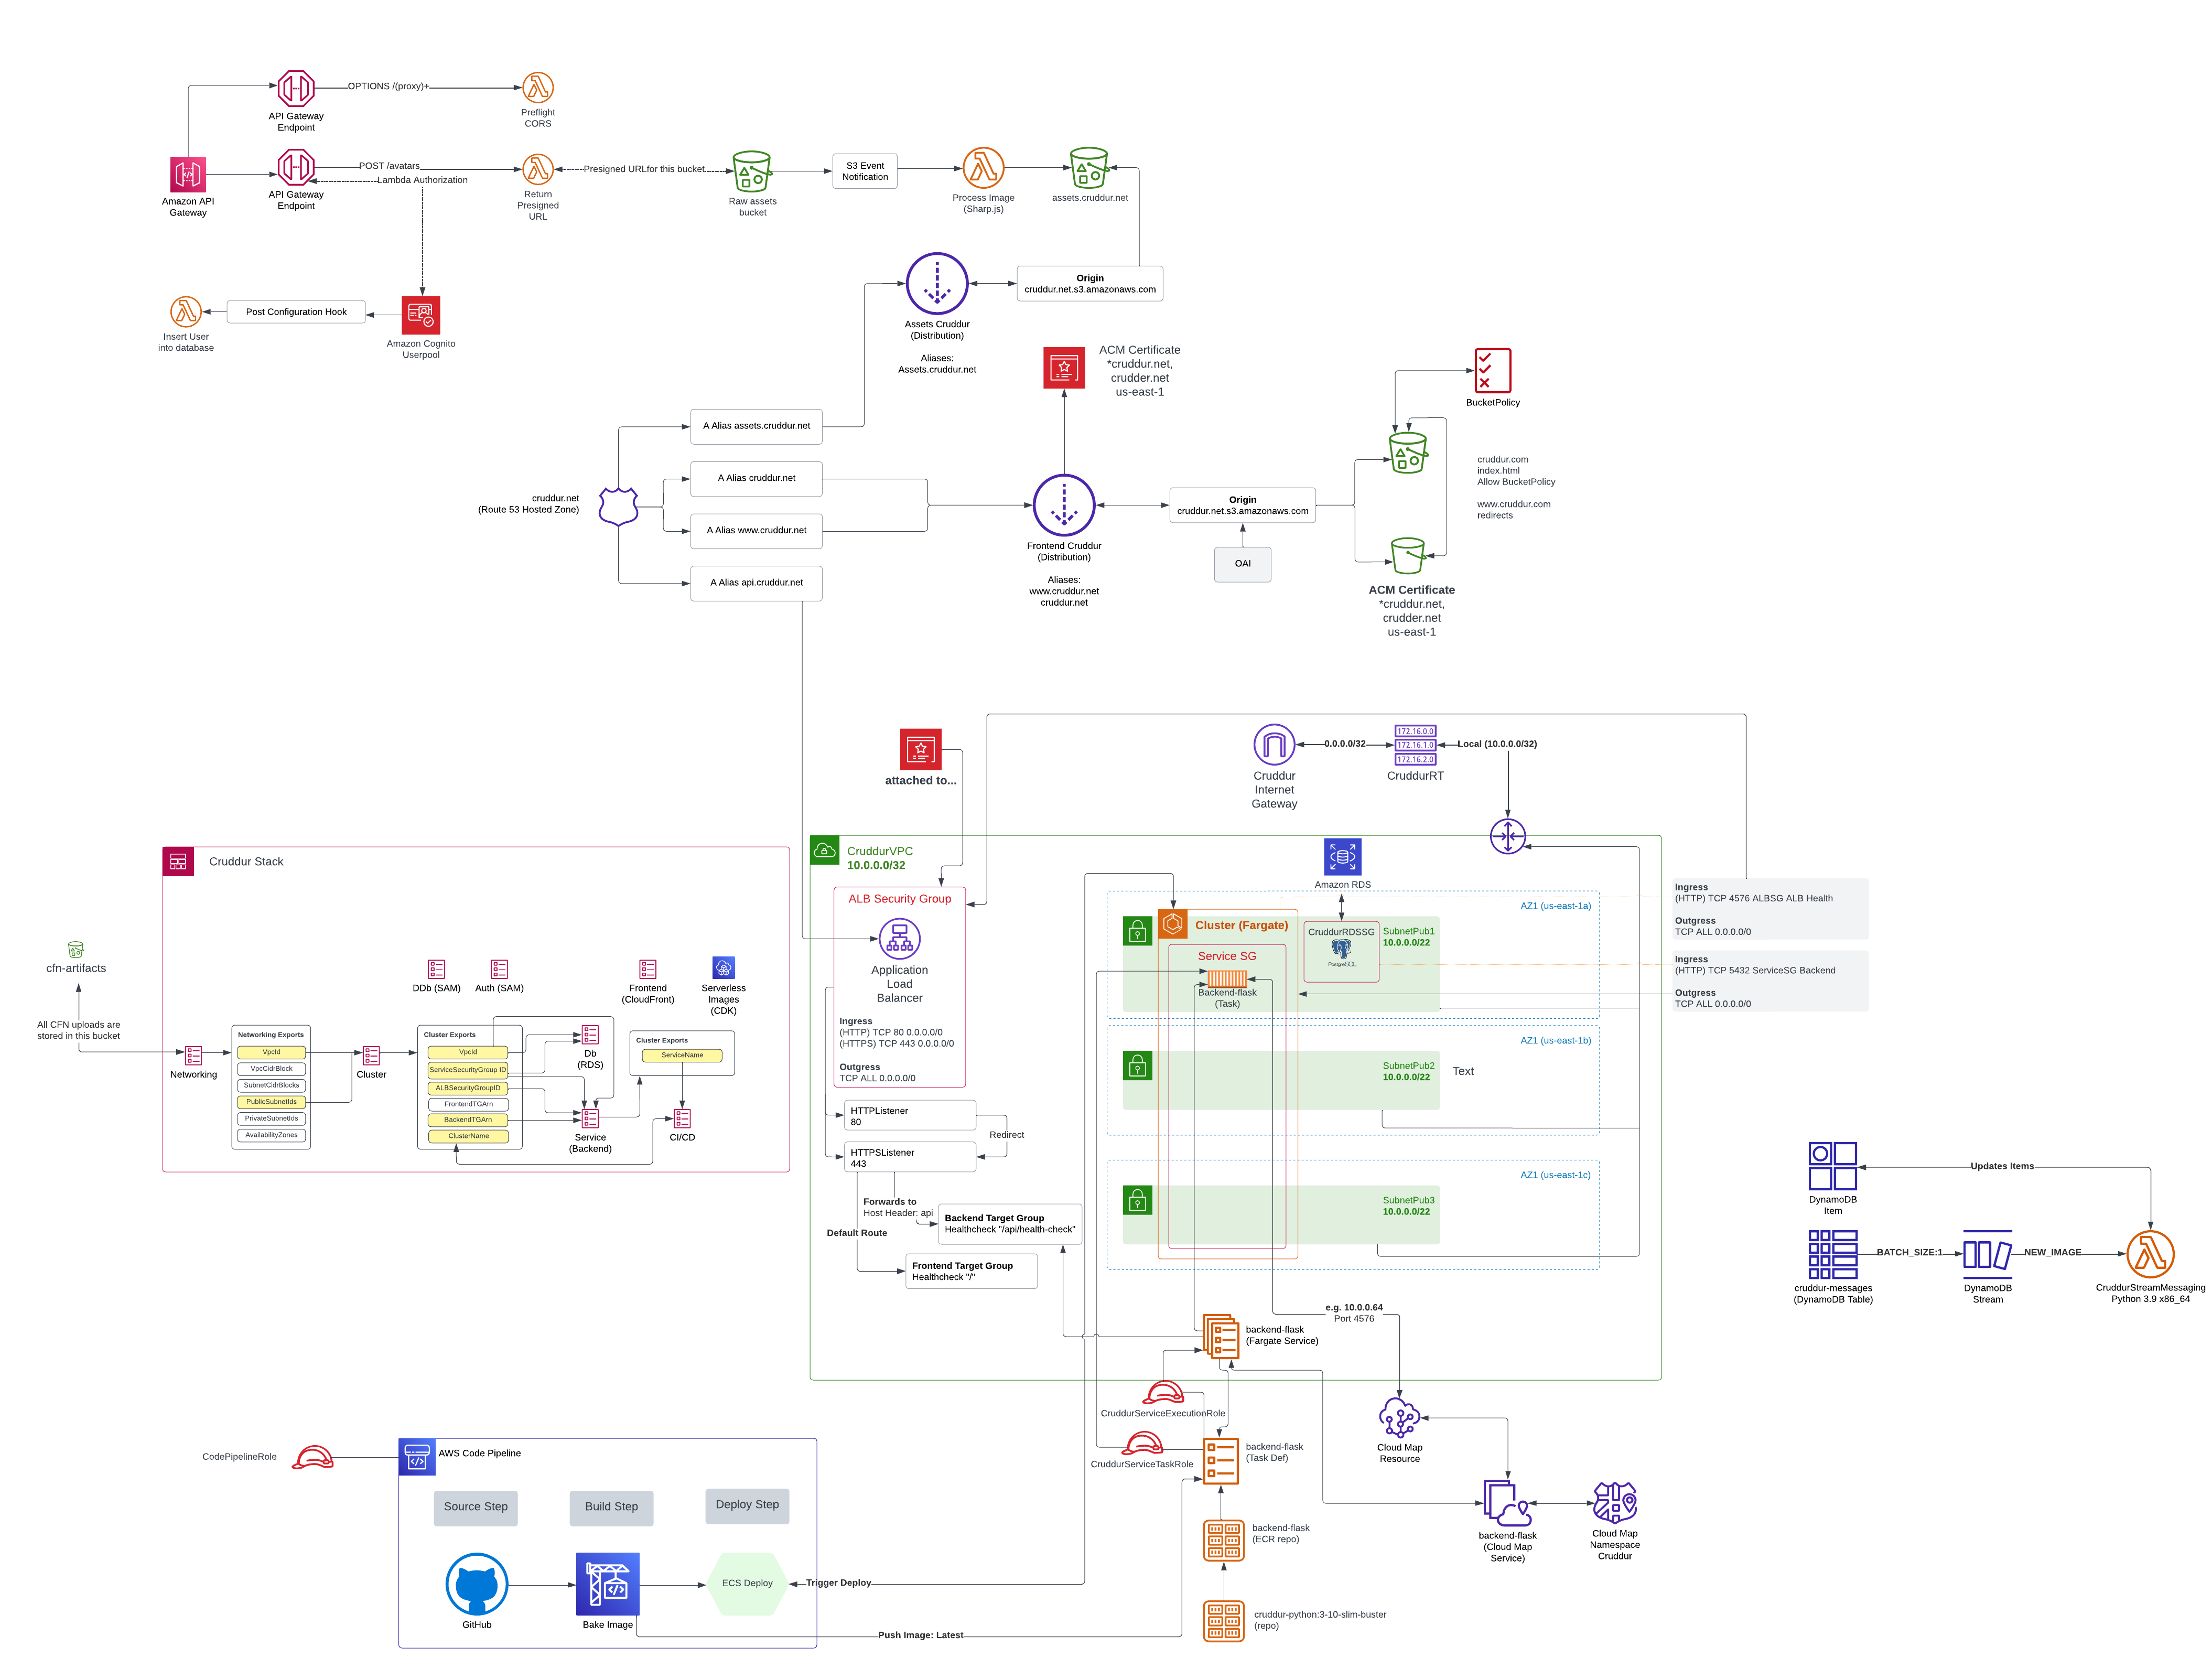 OPTIONS /(proxy)+
API Gateway
Endpoint
Preflight
CORS
POST /avatars
Lambda Authorization
Amazon API
Gateway
API Gateway
Endpoint
Return
Presigned
URL
Presigned URLfor this bucket
Raw assets
bucket
S3 Event
Notification
Process Image
(Sharp.js)
assets.cruddur.net
Insert User
into database
Post Configuration Hook
Amazon Cognito
Userpool
Assets Cruddur
(Distribution)
Aliases:
Assets.cruddur.net
Origin
cruddur.net.s3.amazonaws.com
ACM Certificate
*cruddur.net,
crudder.net
us-east-1
BucketPolicy
cruddur.net
(Route 53 Hosted Zone)
A Alias assets.cruddur.net
A Alias cruddur.net
A Alias www.cruddur.net
A Alias api.cruddur.net
Frontend Cruddur
(Distribution)
Aliases:
www.cruddur.net
cruddur.net
Origin
cruddur.net.s3.amazonaws.com
OAI
cruddur.com
index.html
Allow BucketPolicy
www.cruddur.com
redirects
ACM Certificate
*cruddur.net,
crudder.net
us-east-1
attached to...
Cruddur
Internet
Gateway
0.0.0.0/32
172.16.0.0
172.16.1.0
172.16.2.0
CruddurRT
Local (10.0.0.0/32)
Cruddur Stack
cfn-artifacts
All CFN uploads are
stored in this bucket
DDb (SAM)
Auth (SAM)
Frontend
(CloudFront)
Serverless
Images
(CDK)
Networking
Networking Exports
VpcId
VpcCidrBlock
SubnetCidrBlocks
PublicSubnetIds
PrivateSubnetIds
AvailabilityZones
Cluster
Cluster Exports
VpcId
ServiceSecurityGroup ID
ALBSecurityGroupID
FrontendTGArn
BackendTGArn
ClusterName
Db
(RDS)
Service
(Backend)
Cluster Exports
ServiceName
CI/CD
CruddurVPC
10.0.0.0/32
ALB Security Group
Application
Load
Balancer
Ingress
(HTTP) TCP 80 0.0.0.0/0
(HTTPS) TCP 443 0.0.0.0/0
Outgress
TCP ALL 0.0.0.0/0
HTTPListener
80
Redirect
HTTPSListener
443
Forwards to
Host Header: api
Default Route
Backend Target Group
Healthcheck "/api/health-check"
Frontend Target Group
Healthcheck "/"
Amazon RDS
AZ1 (us-east-1a)
Cluster (Fargate)
Service SG
Backend-flask
(Task)
CruddurRDSSG
PostgreSQL
SubnetPub1
10.0.0.0/22
AZ1 (us-east-1b)
SubnetPub2
10.0.0.0/22
Text
AZ1 (us-east-1c)
SubnetPub3
10.0.0.0/22
Ingress
(HTTP) TCP 4576 ALBSG ALB Health
Outgress
TCP ALL 0.0.0.0/0
Ingress
(HTTP) TCP 5432 ServiceSG Backend
Outgress
TCP ALL 0.0.0.0/0
e.g. 10.0.0.64
Port 4576
backend-flask
(Fargate Service)
CruddurServiceExecutionRole
CruddurServiceTaskRole
backend-flask
(Task Def)
backend-flask
(ECR repo)
cruddur-python:3-10-slim-buster
(repo)
Cloud Map
Resource
backend-flask
(Cloud Map
Service)
Cloud Map
Namespace
Cruddur
DynamoDB
Item
Updates Items
cruddur-messages
(DynamoDB Table)
BATCH_SIZE:1
DynamoDB
Stream
NEW_IMAGE
CruddurStreamMessaging
Python 3.9 x86_64
CodePipelineRole
AWS Code Pipeline
Source Step
Build Step
Deploy Step
GitHub
Bake Image
ECS Deploy
Trigger Deploy
Push Image: Latest